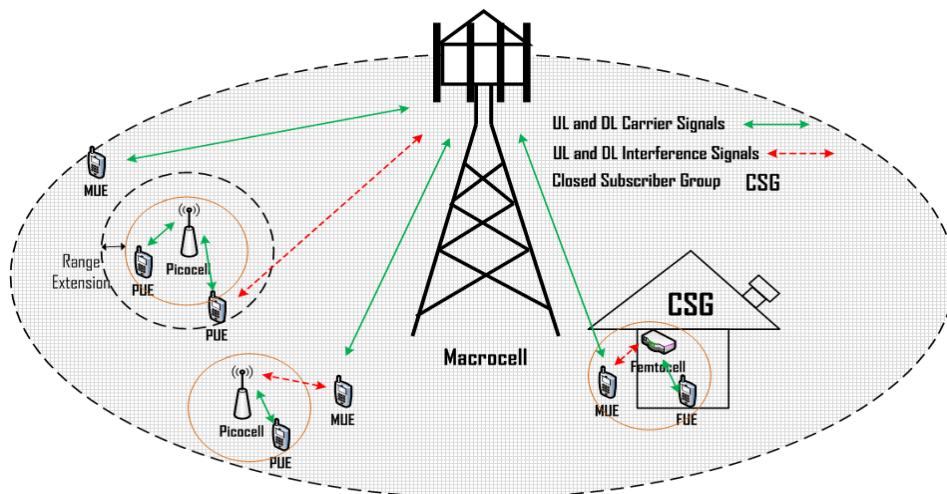 UL and DL Carrier Signals
UL and DL Interference Signals
Closed Subscriber Group CSG
MUE
Range
Extension
Picocell
PUE
PUE
CSG
Macrocell
Femtocell
MUE
FUE
Picocell
MUE
PUE